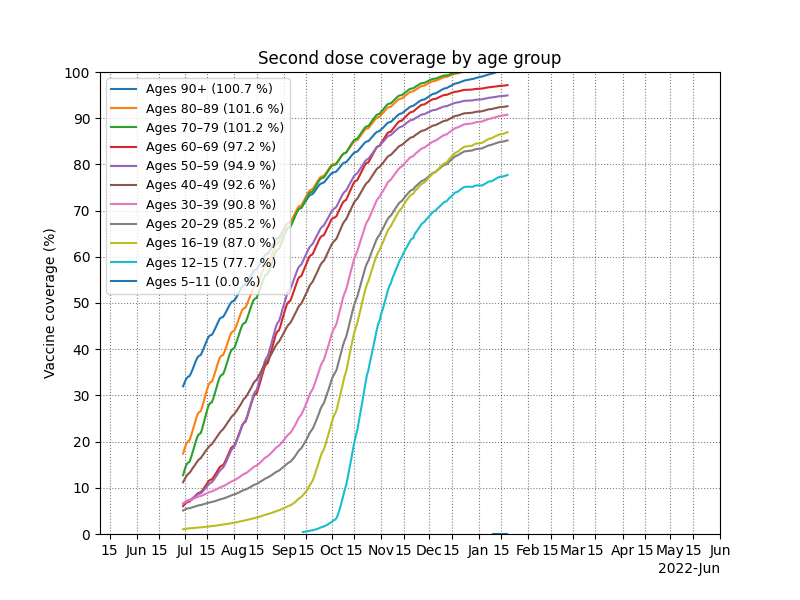 Second dose coverage by age group
Vaccine coverage (%)
100
90
80
70
60
50
40
30
20
10
0
Ages 90+ (100.7 %)
Ages 80–89 (101.6 %)
Ages 70–79 (101.2 %)
Ages 60–69 (97.2 %)
Ages 50–59 (94.9 %)
Ages 40–49 (92.6 %)
Ages 30–39 (90.8 %)
Ages 20–29 (85.2 %)
Ages 16–19 (87.0 %)
Ages 12–15 (77.7 %)
Ages 5–11 (0.0 %)
15 Jun 15 Jul 15 Aug 15 Sep 15 Oct 15 Nov 15 Dec 15 Jan 15 Feb 15 Mar 15 Apr 15 May 15 Jun
2022-Jun